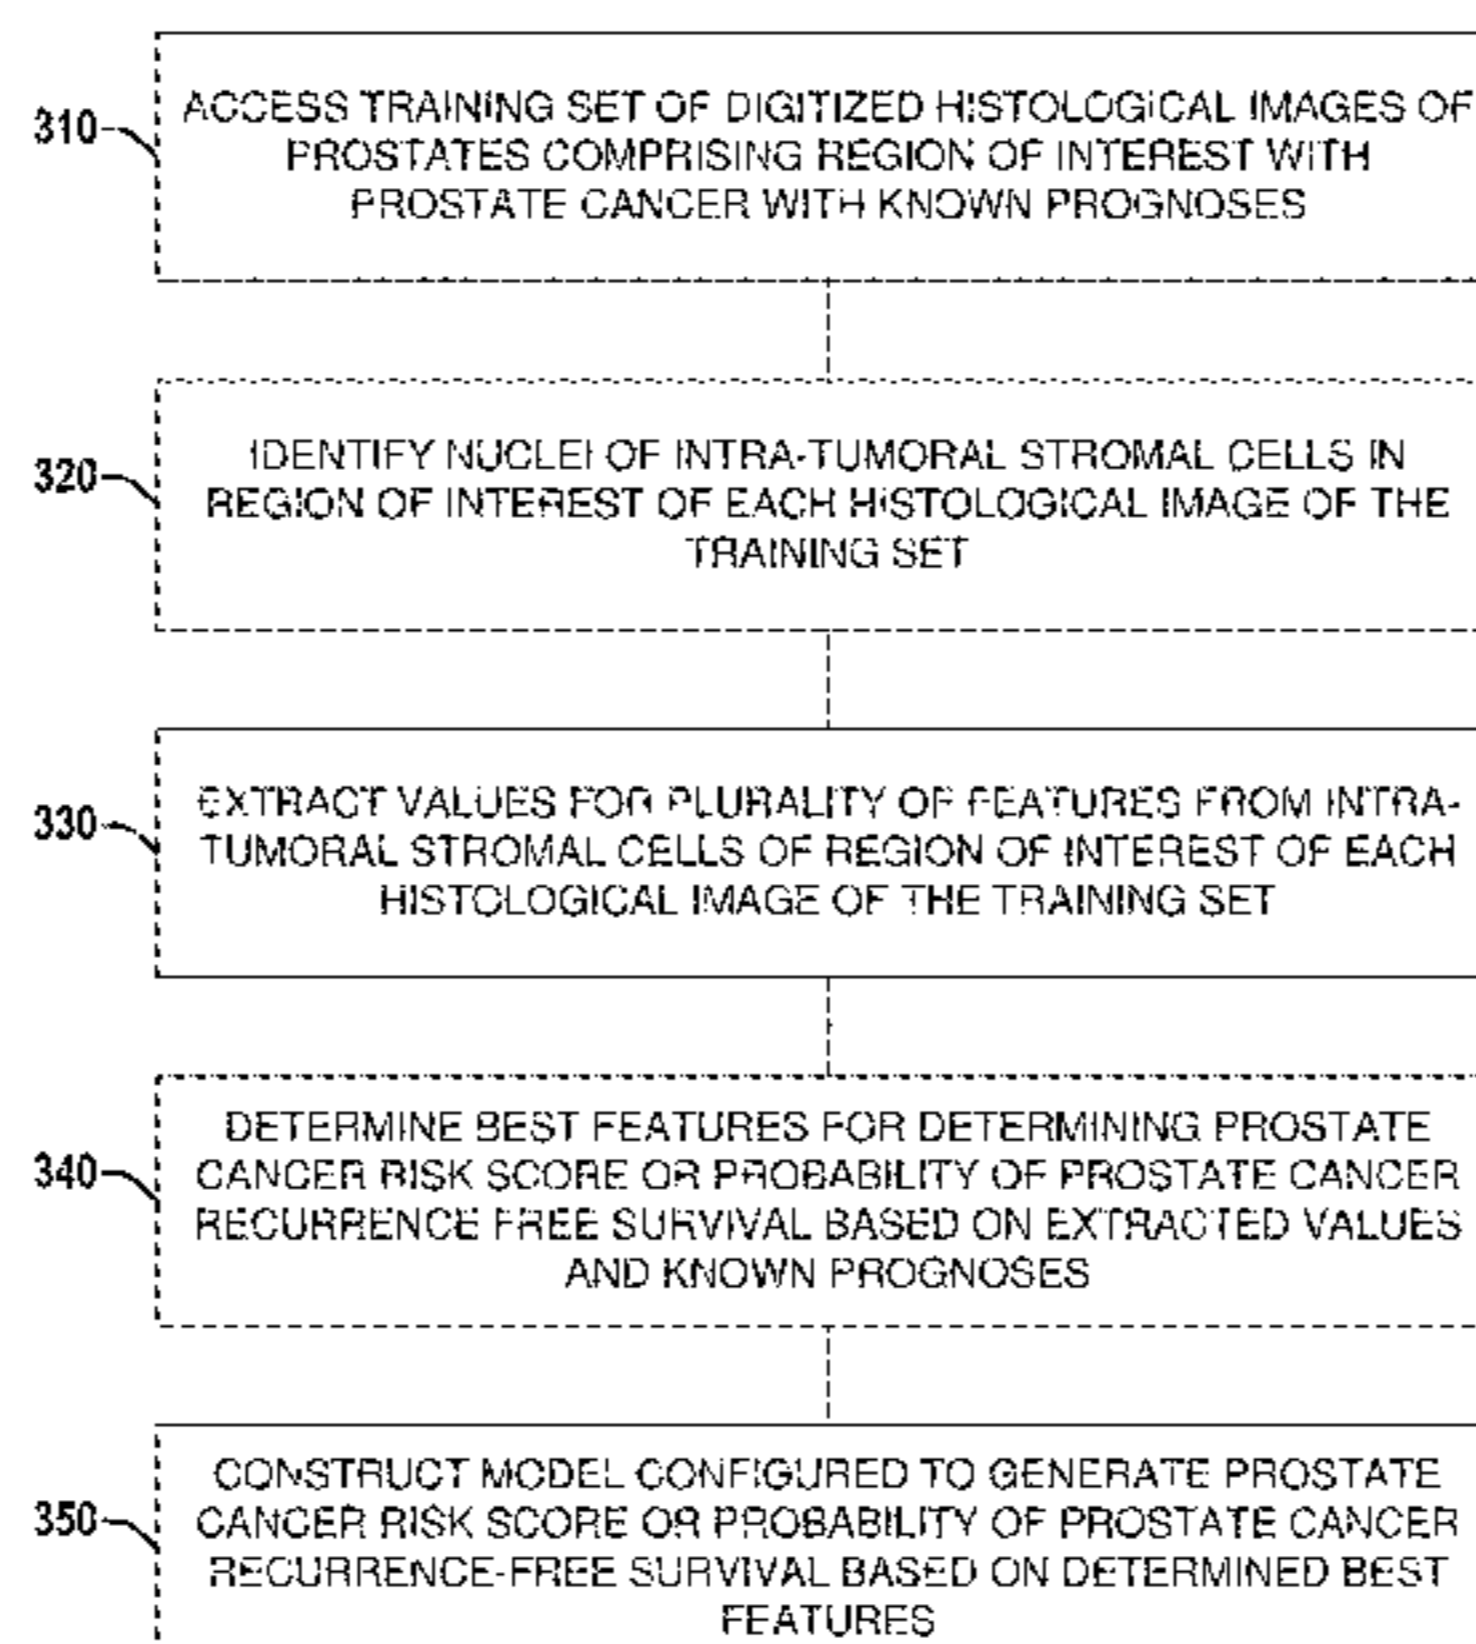 310
ACCESS TRAINING SET OF DIGITIZED HISTOLOGICAL IMAGES OF
PROSTATES COMPRISING REGION OF INTEREST WITH
PROSTATE CANCER WITH KNOWN PROGNOSES
320
IDENTIFY NUCLEI OF INTRA-TUMORAL STROMAL CELLS IN
REGION OF INTEREST OF EACH HISTOLOGICAL IMAGE OF THE
TRAINING SET
330
EXTRACT VALUES FOR PLURALITY OF FEATURES FROM INTRA-
TUMORAL STROMAL CELLS OF REGION OF INTEREST OF EACH
HISTOLOGICAL IMAGE OF THE TRAINING SET
340
DETERMINE BEST FEATURES FOR DETERMINING PROSTATE
CANCER RISK SCORE OR PROBABILITY OF PROSTATE CANCER
RECURRENCE FREE SURVIVAL BASED ON EXTRACTED VALUES
AND KNOWN PROGNOSES
350
CONSTRUCT MODEL CONFIGURED TO GENERATE PROSTATE
CANCER RISK SCORE OR PROBABILITY OF PROSTATE CANCER
RECURRENCE-FREE SURVIVAL BASED ON DETERMINED BEST
FEATURES